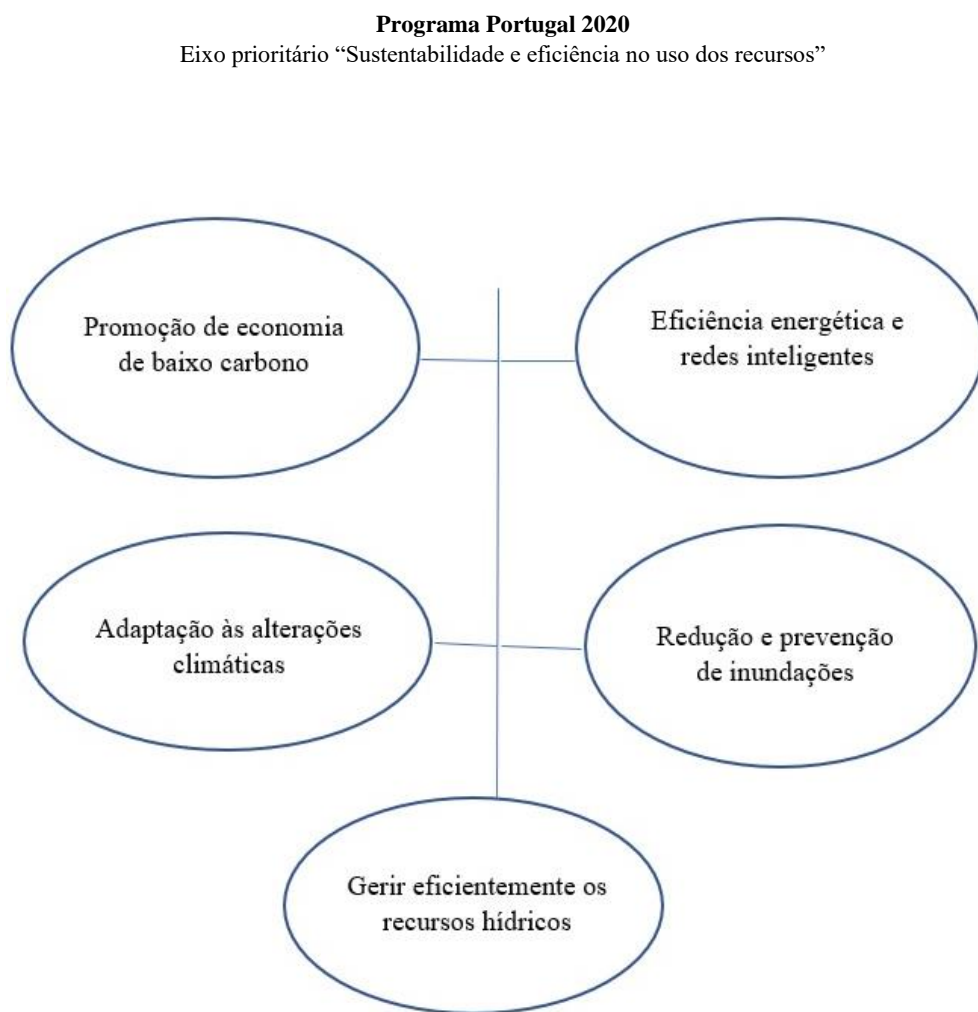 Programa Portugal 2020
Eixo prioritário “Sustentabilidade e eficiência no uso dos recursos”
Promoção de economia
de baixo carbono
Eficiência energética e
redes inteligentes
Adaptação às alterações
climáticas
Redução e prevenção
de inundações
Gerir eficientemente os
recursos hídricos